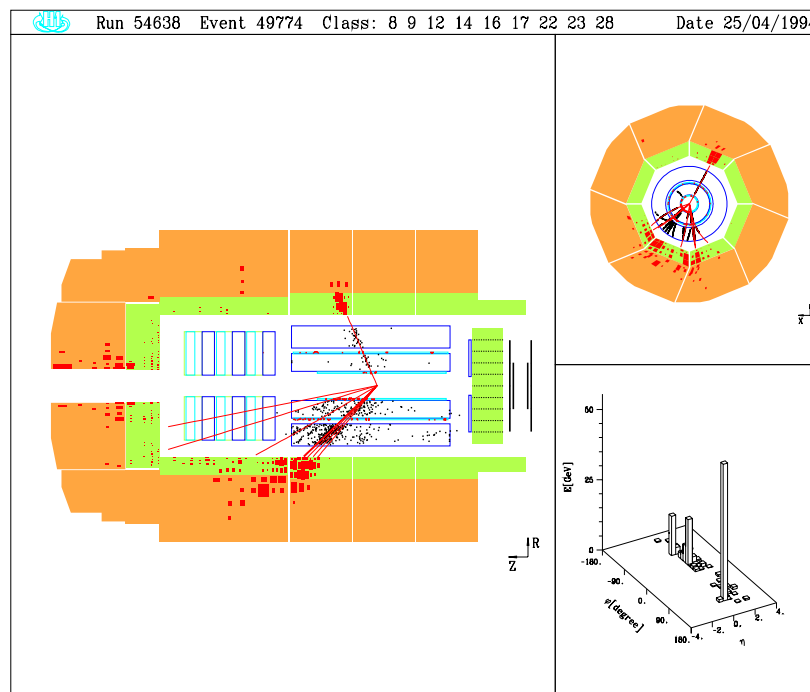 Run 54638 Event 49774 Class: 8 9 12 14 16 17 22 23 28 Date 25/04/1994
X
R
Z
E[GeV]
50
25
0
-180.
-90.
0.
90.
180.
φ[degree]
-4. -2. 0. 2. 4.
η